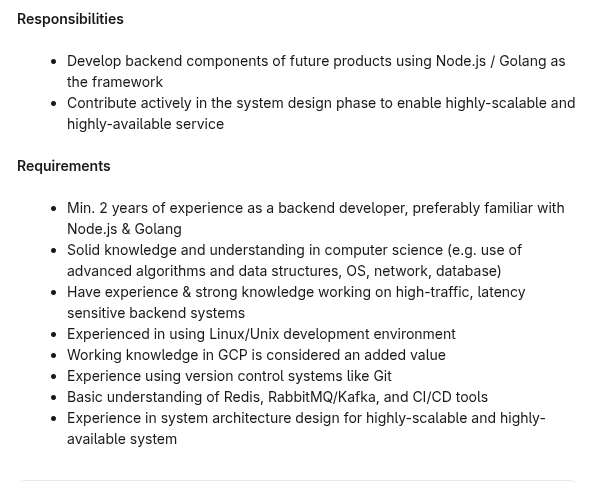 Responsibilities
• Develop backend components of future products using Node.js / Golang as
the framework
• Contribute actively in the system design phase to enable highly-scalable and
highly-available service
Requirements
• Min. 2 years of experience as a backend developer, preferably familiar with
Node.js & Golang
• Solid knowledge and understanding in computer science (e.g. use of
advanced algorithms and data structures, OS, network, database)
• Have experience & strong knowledge working on high-traffic, latency
sensitive backend systems
• Experienced in using Linux/Unix development environment
• Working knowledge in GCP is considered an added value
• Experience using version control systems like Git
• Basic understanding of Redis, RabbitMQ/Kafka, and CI/CD tools
• Experience in system architecture design for highly-scalable and highly-
available system